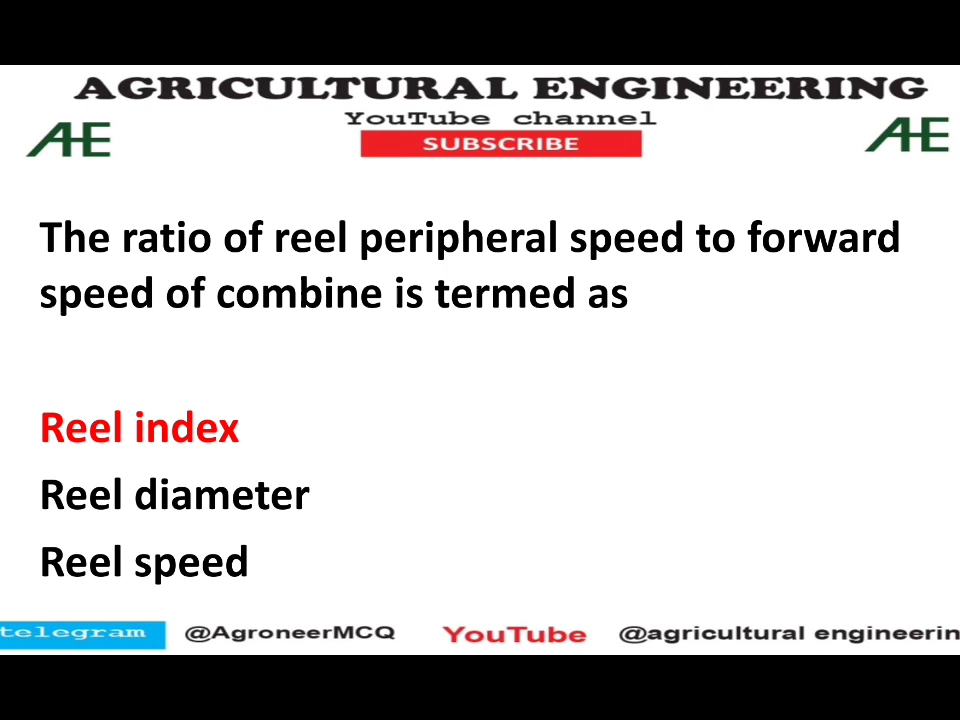 AGRICULTURAL ENGINEERING
YouTube channel
AE SUBSCRIBE AE
The ratio of reel peripheral speed to forward
speed of combine is termed as
Reel index
Reel diameter
Reel speed
telegram @AgroneerMCQ YouTube @agricultural engineerin